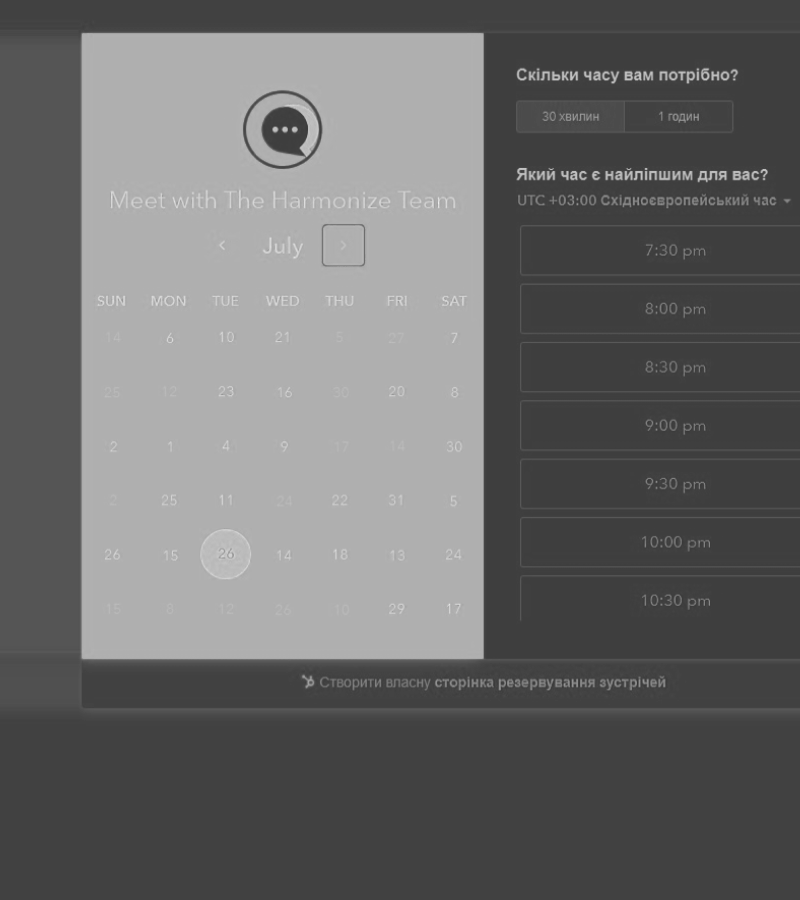 Meet with The Harmonize Team
July
SUN MON TUE WED THU FRI SAT
14 6 10 21 5 27 7
25 12 23 16 30 20 8
2 1 4 9 17 14 30
2 25 11 24 22 31 5
26 15 26 14 18 13 24
15 8 12 26 10 29 17
Скільки часу вам потрібно?
30 хвилин 1 годин
Який час є найліпшим для вас?
UTC +03:00 Східноєвропейський час
7:30 pm
8:00 pm
8:30 pm
9:00 pm
9:30 pm
10:00 pm
10:30 pm
Створити власну сторінка резервування зустрічей